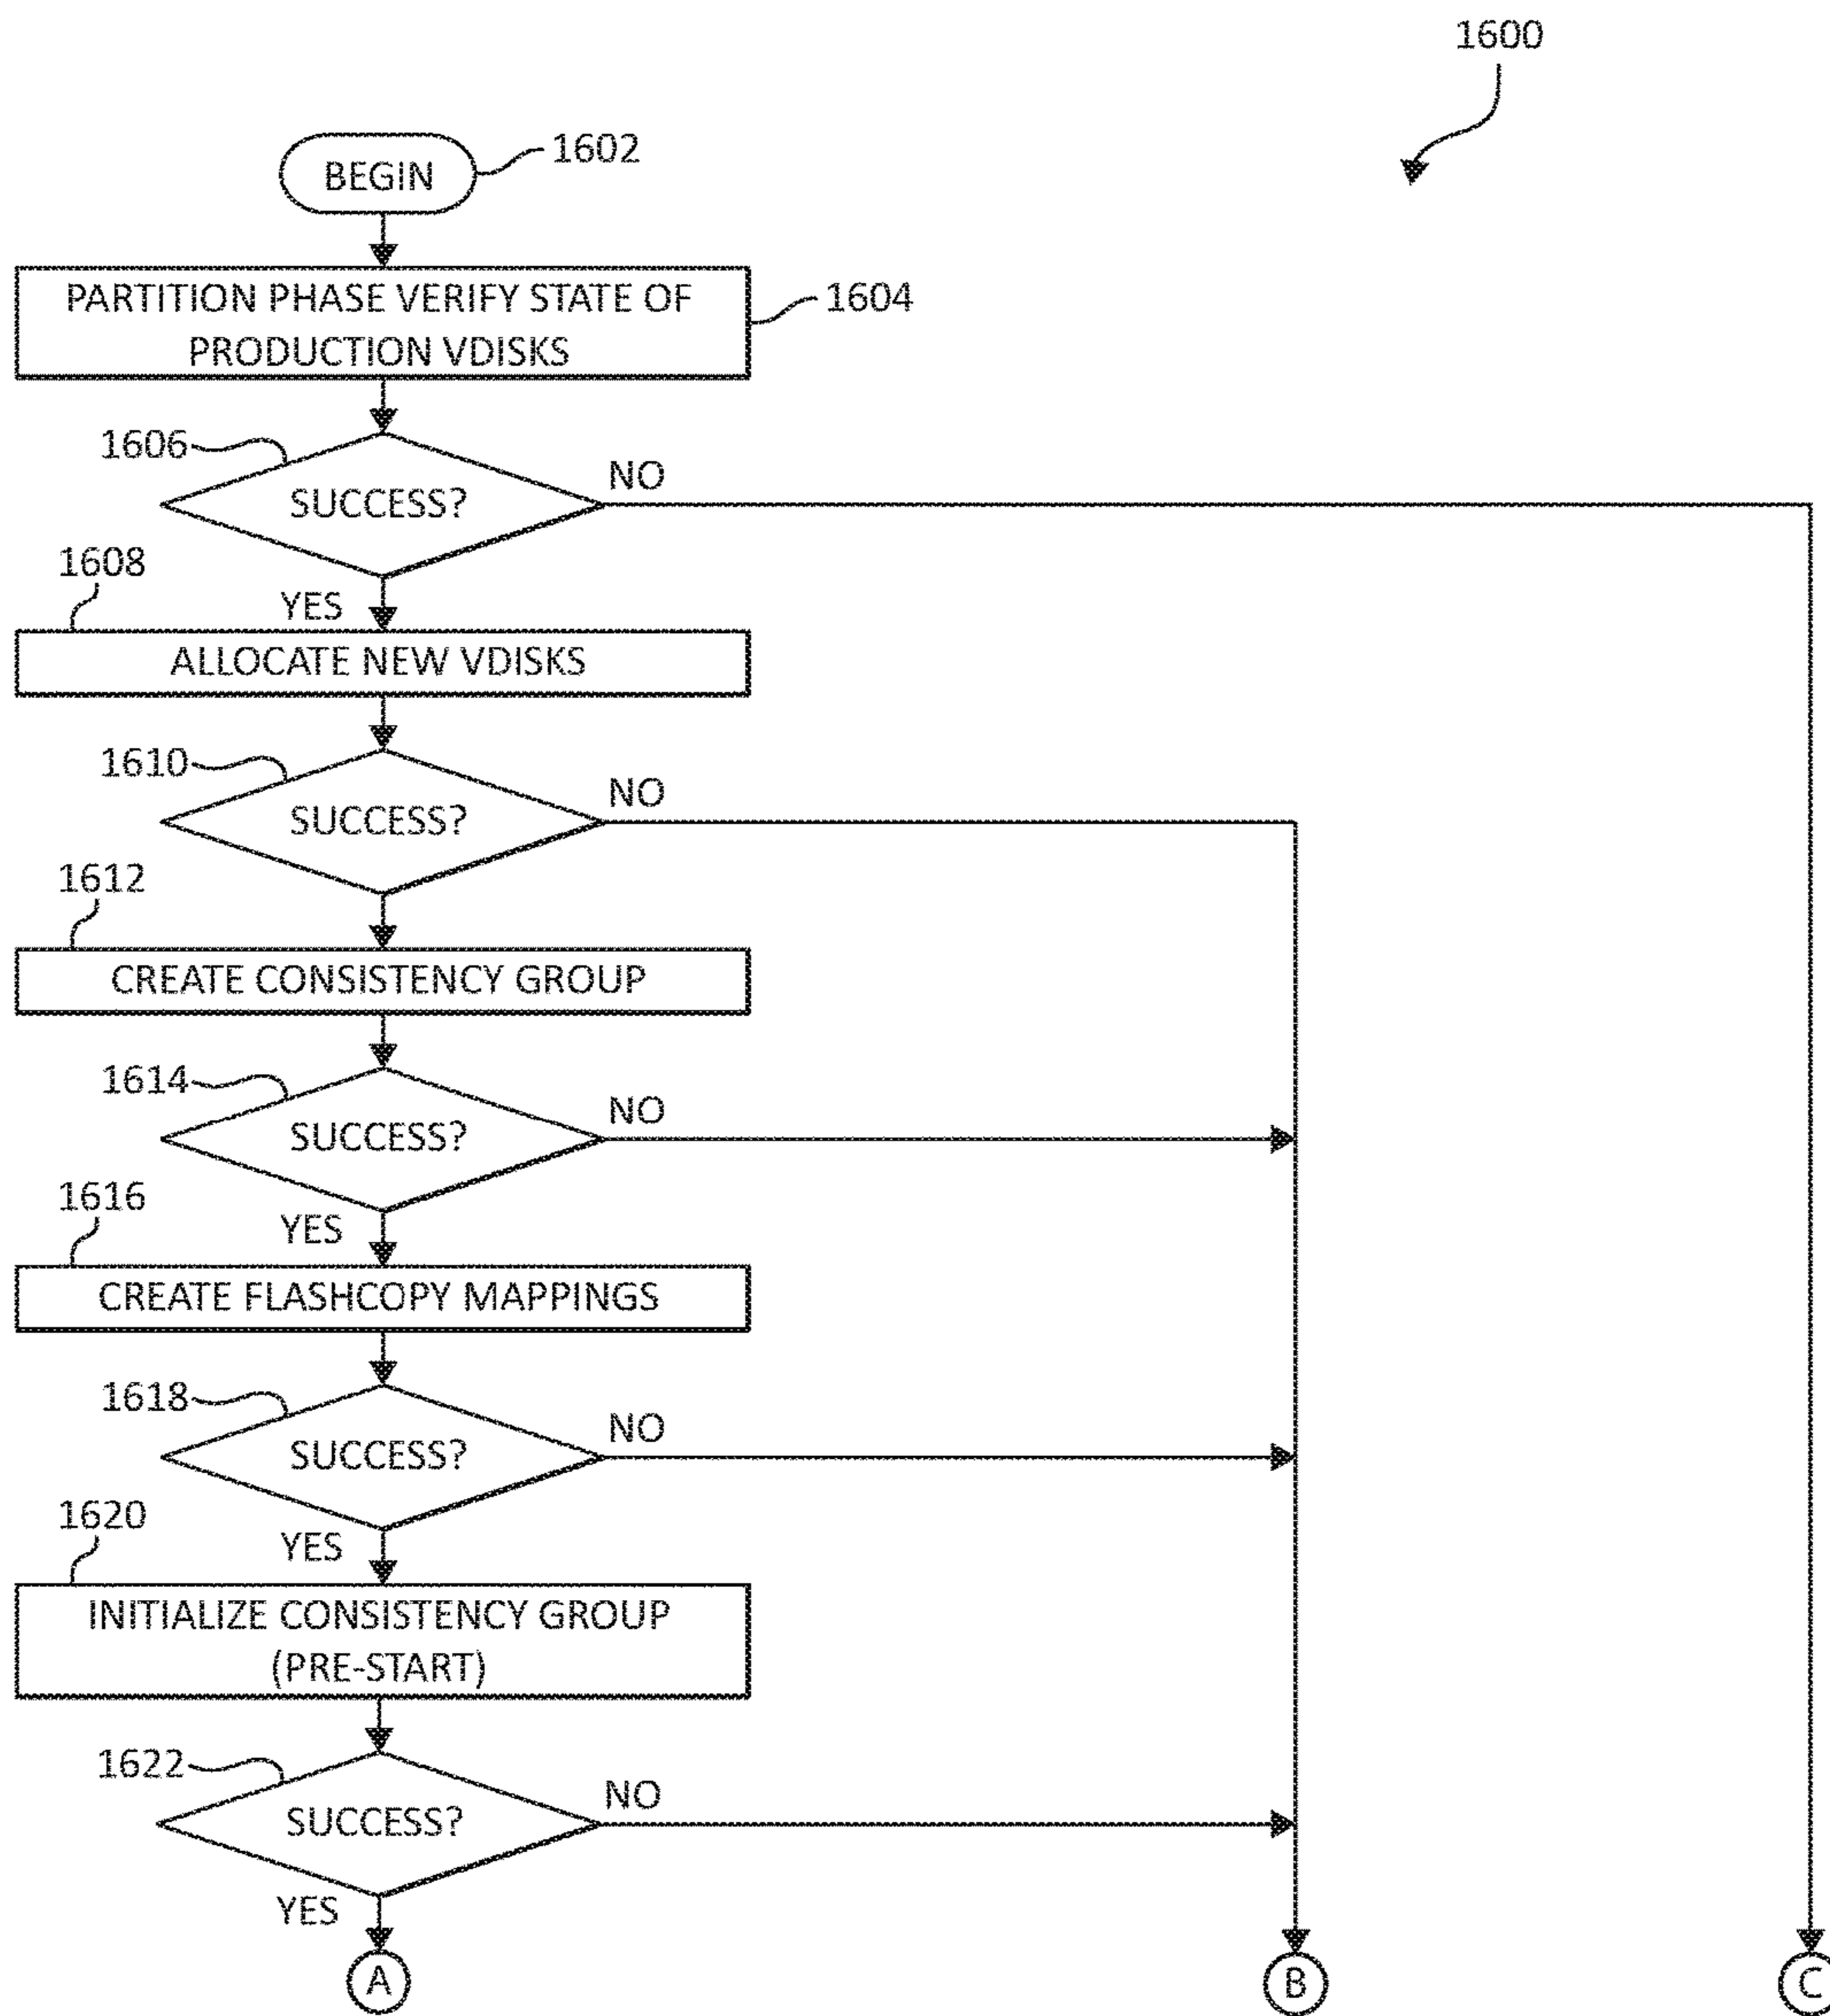 1600
BEGIN
1602
PARTITION PHASE VERIFY STATE OF
PRODUCTION VDISKS
1604
1606
SUCCESS?
NO
1608
YES
ALLOCATE NEW VDISKS
1610
SUCCESS?
NO
1612
CREATE CONSISTENCY GROUP
1614
SUCCESS?
NO
1616
YES
CREATE FLASHCOPY MAPPINGS
1618
SUCCESS?
NO
1620
YES
INITIALIZE CONSISTENCY GROUP
(PRE-START)
1622
SUCCESS?
NO
YES
A
B
C